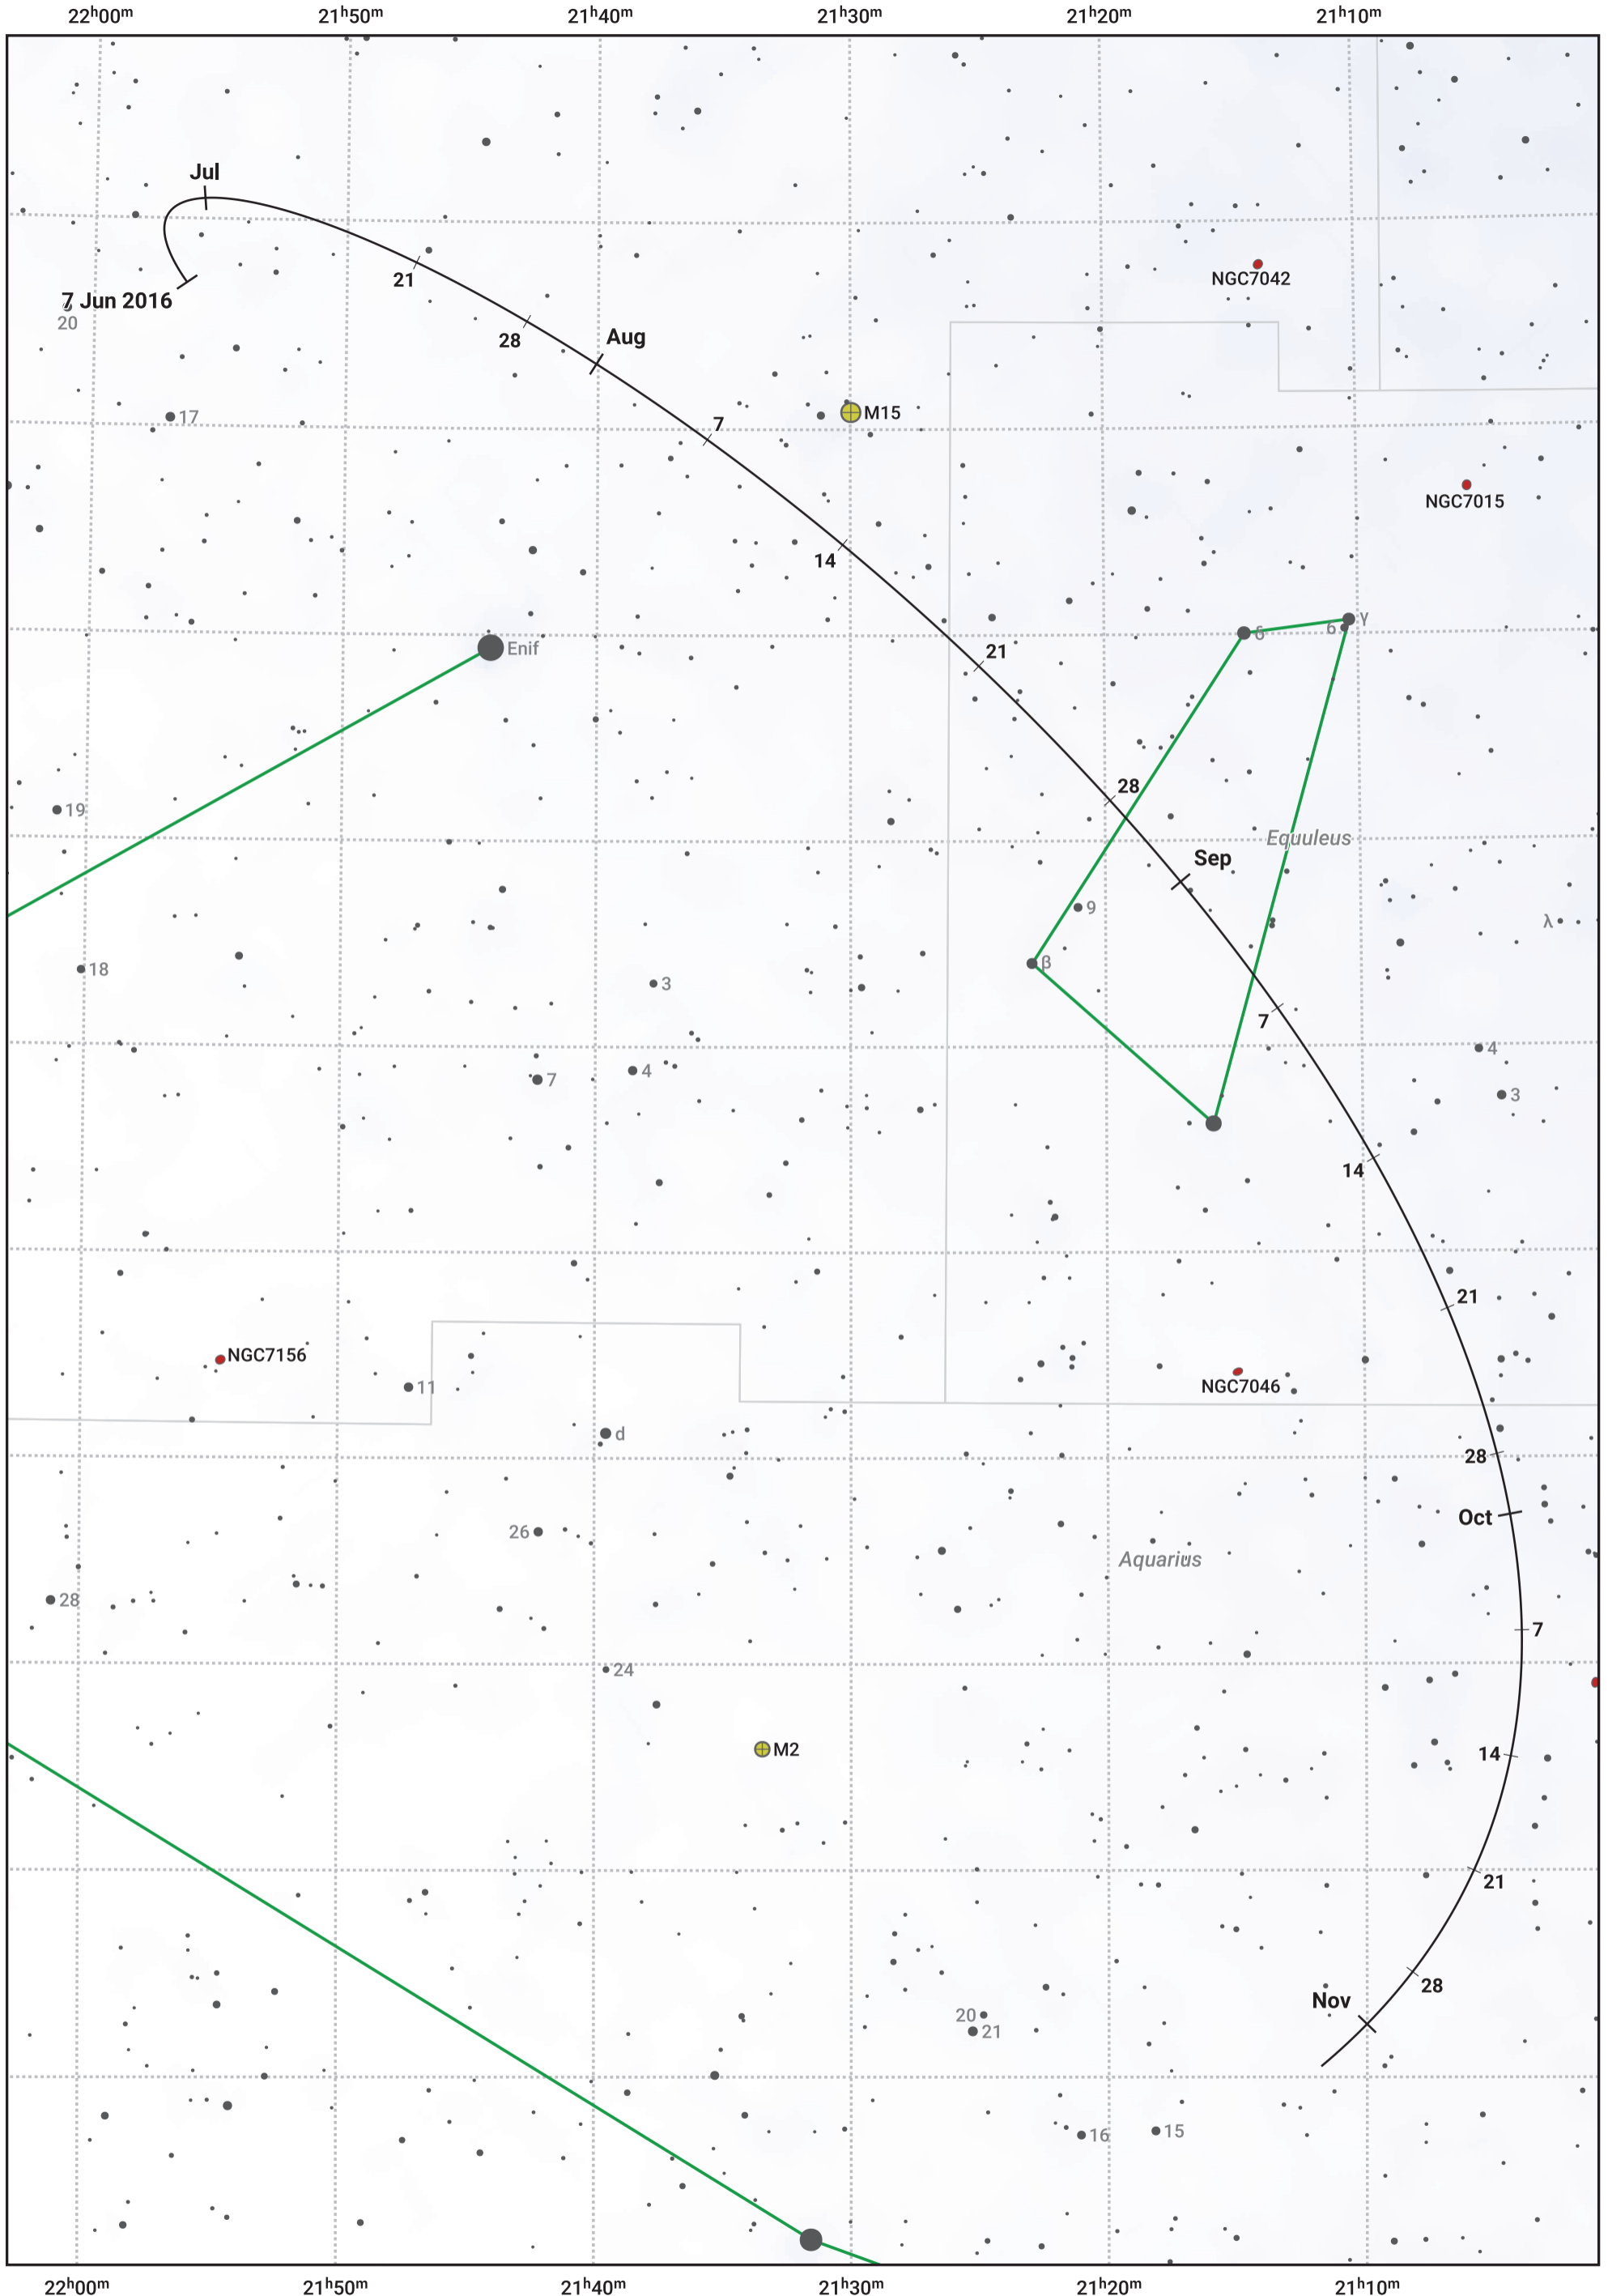 22h00m 21h50m 21h40m 21h30m 21h20m 21h10m
Jul
NGC7042
21
7 Jun 2016
20
28
Aug
M15
17
7
NGC7015
14
γ
6
δ
Enif
21
28
19
Equuleus
Sep
9
λ
β
18
3
7
4
4
7
3
14
21
NGC7156
NGC7046
11
d
28
Oct
26
Aquarius
28
7
24
M2
14
21
28
Nov
20
21
15
16
22h00m 21h50m 21h40m 21h30m 21h20m 21h10m